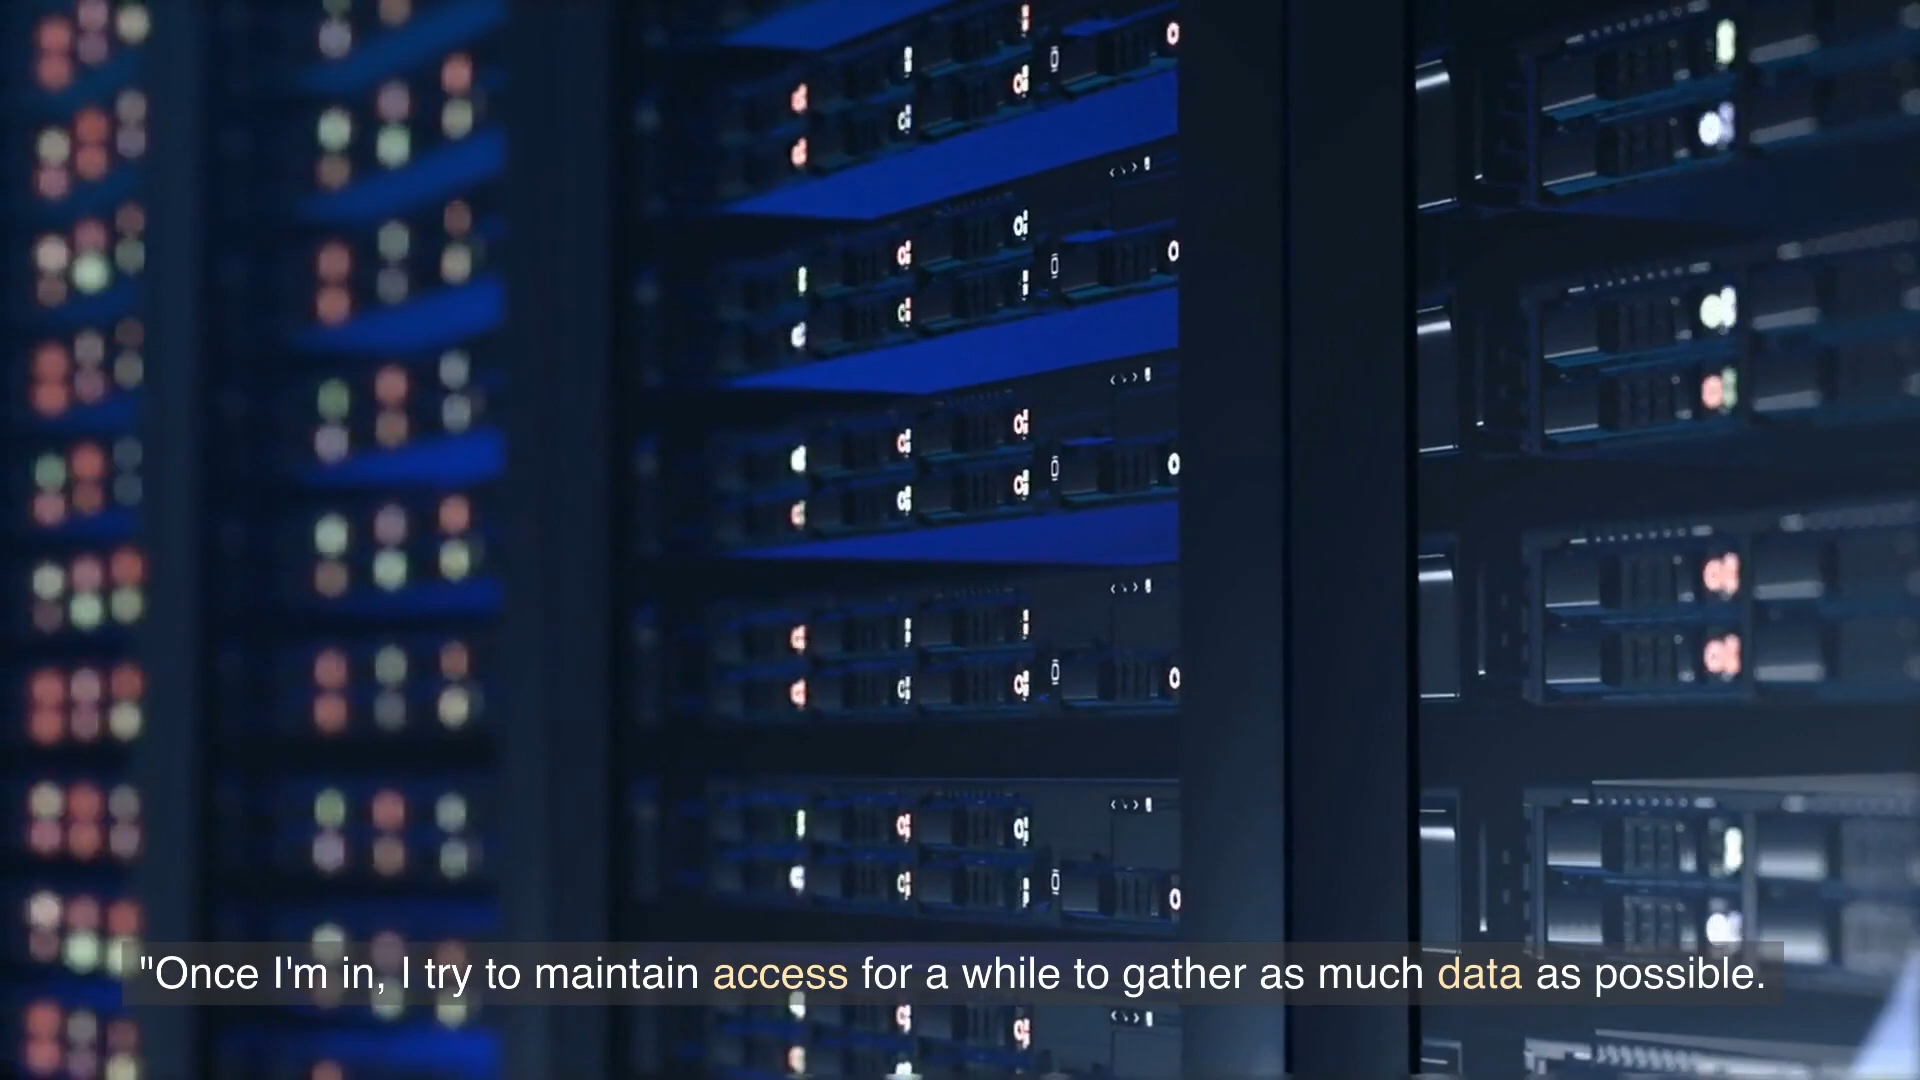 "Once I'm in, I try to maintain access for a while to gather as much data as possible.